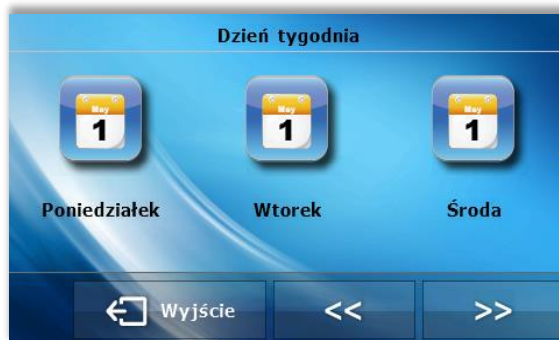 Dzień tygodnia
May May May
1 1 1
Poniedziałek Wtorek Środa
Wyjście << >>